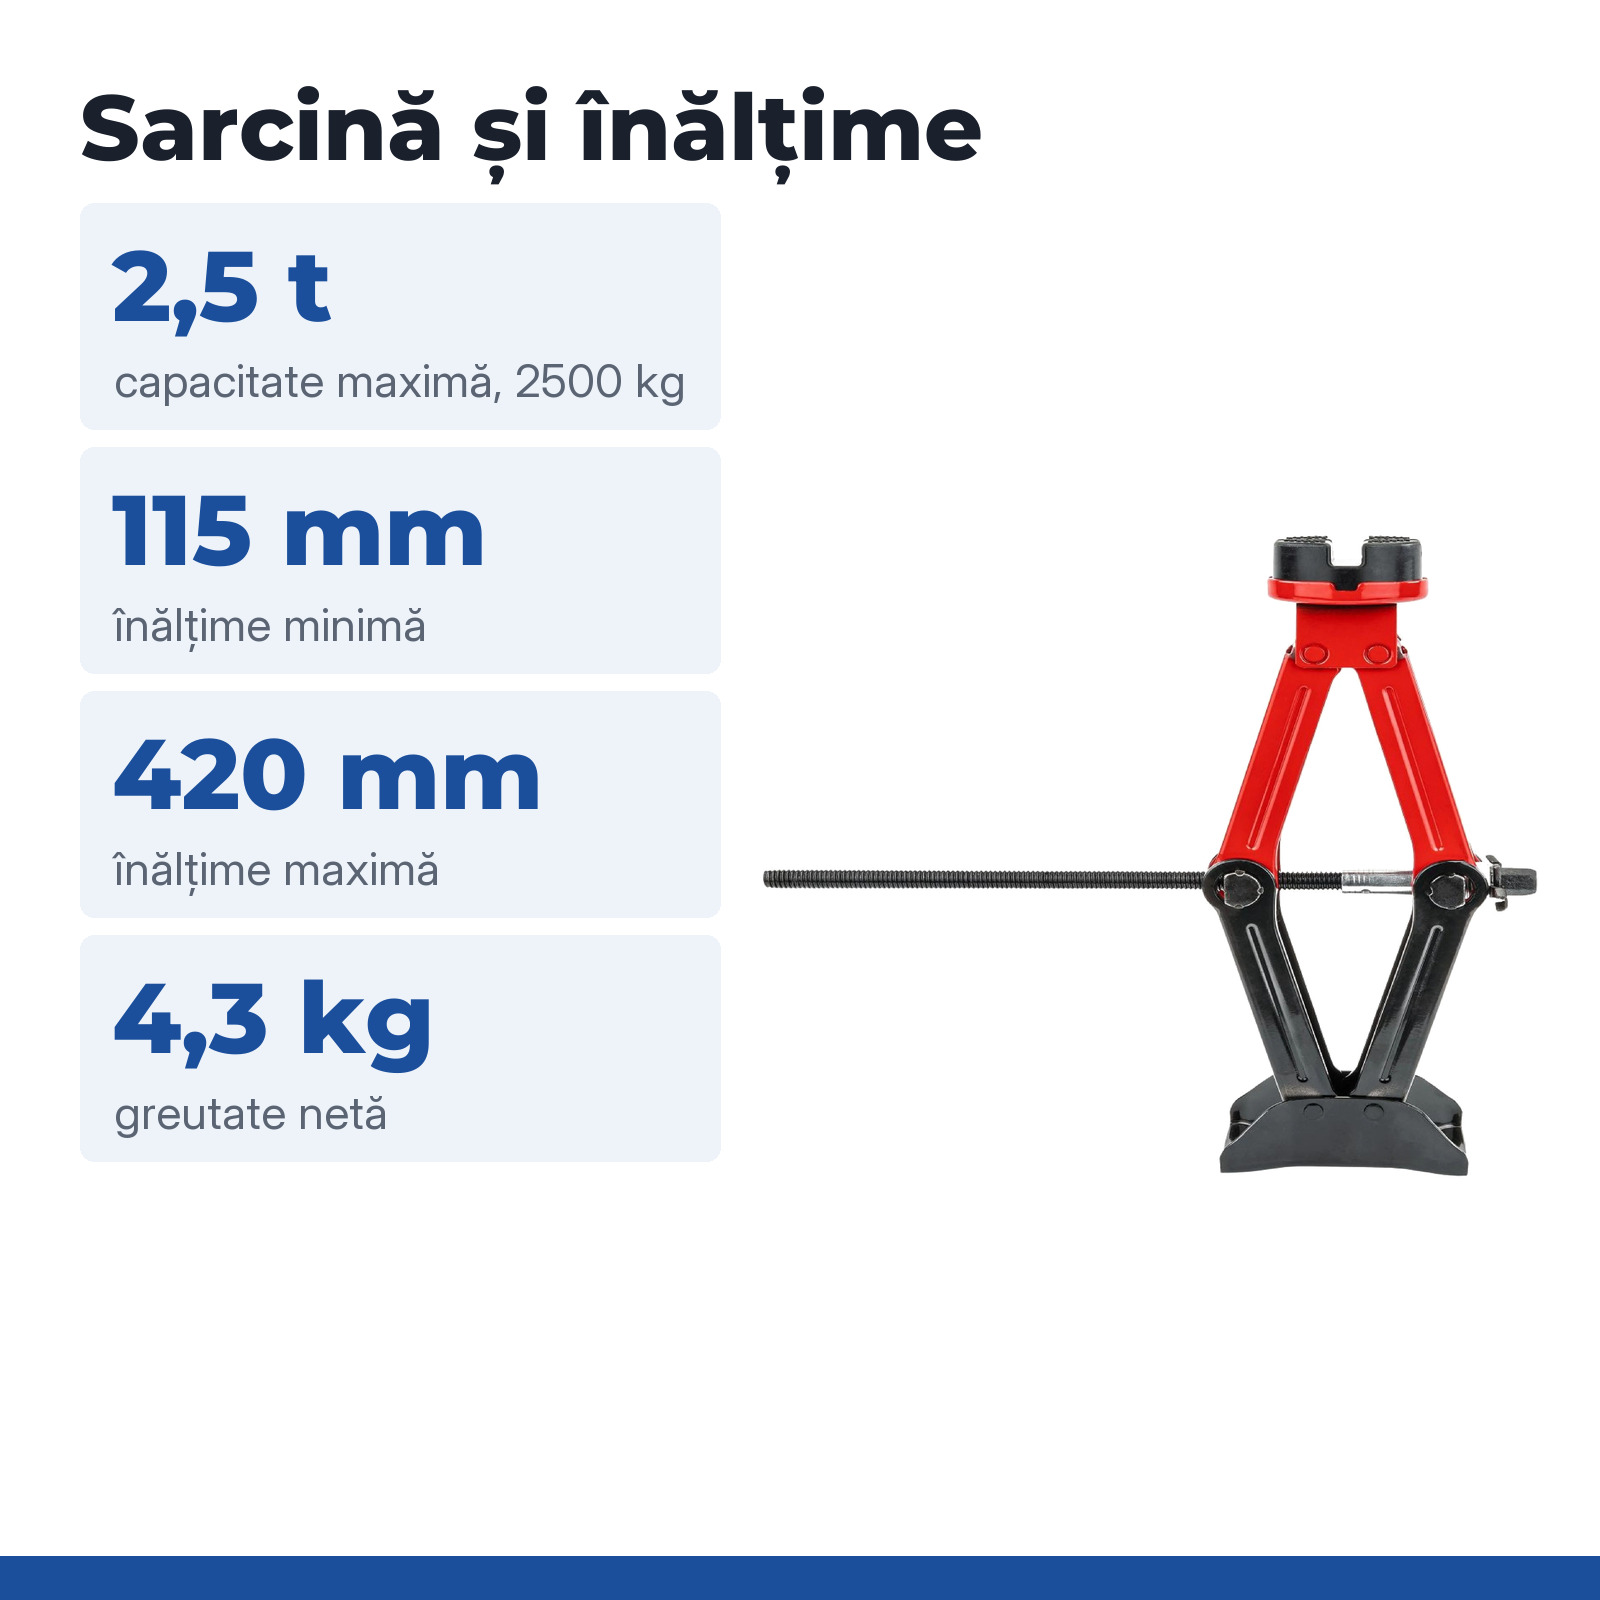 Sarcină și înălțime
2,5 t
capacitate maximă, 2500 kg
115 mm
înălțime minimă
420 mm
înălțime maximă
4,3 kg
greutate netă